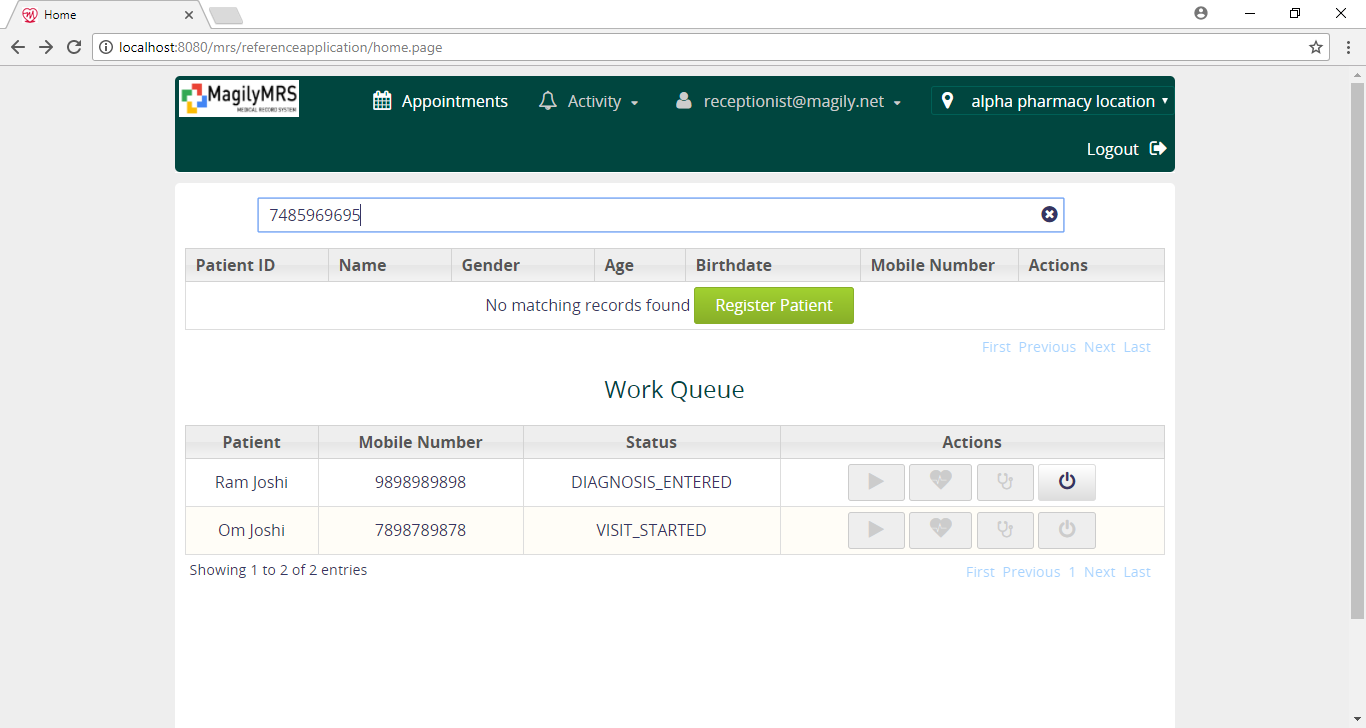 Home
localhost:8080/mrs/referenceapplication/home.page
MagilyMRS
MEDICAL RECORD SYSTEM
Appointments Activity receptionist@magily.net alpha pharmacy location
Logout
7485969695
Patient ID Name Gender Age Birthdate Mobile Number Actions
No matching records found Register Patient
First Previous Next Last
Work Queue
Patient Mobile Number Status Actions
Ram Joshi 9898989898 DIAGNOSIS_ENTERED
Om Joshi 7898789878 VISIT_STARTED
Showing 1 to 2 of 2 entries First Previous 1 Next Last